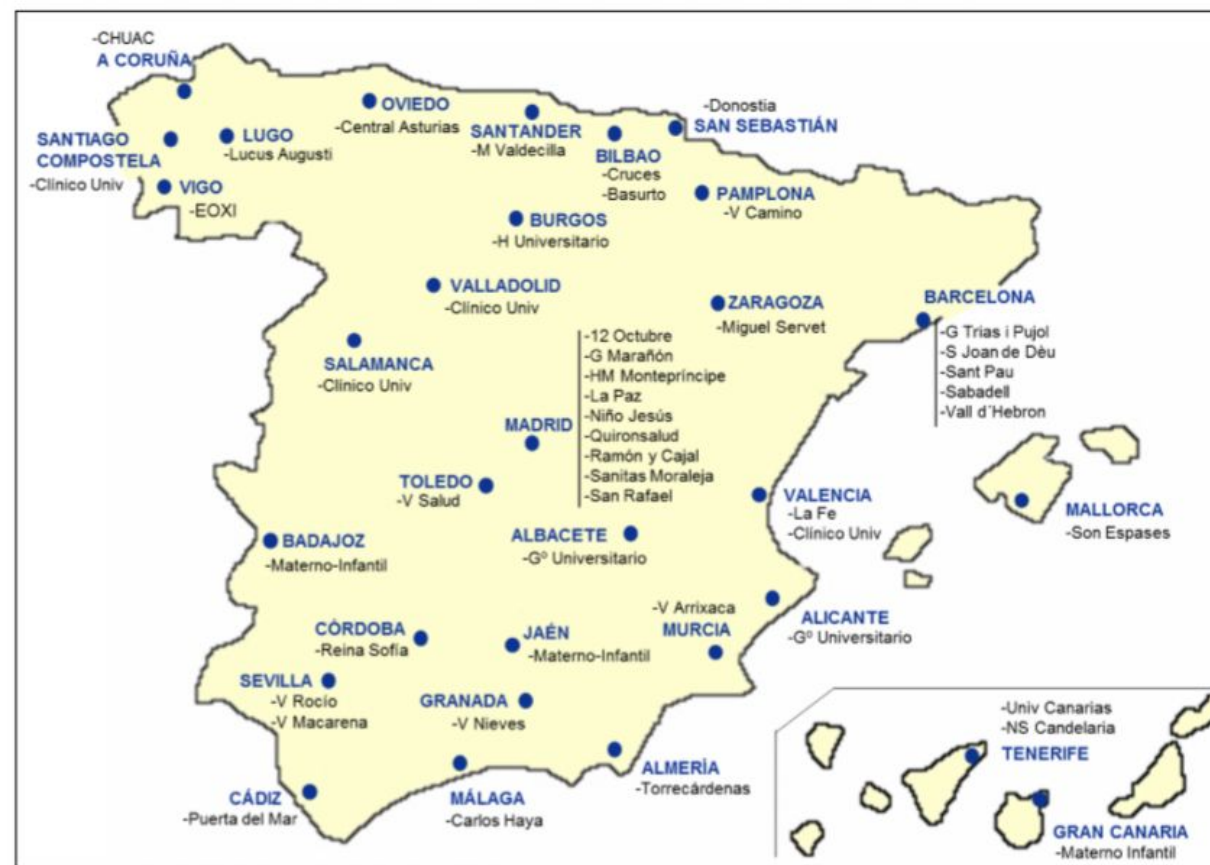 -CHUAC
A CORUÑA
OVIEDO
-Central Asturias
SANTANDER
-M Valdecilla
-Donostia
SAN SEBASTIÁN
BILBAO
-Cruces
-Basurto
SANTIAGO
COMPOSTELA
-Clínico Univ
LUGO
-Lucus Augusti
VIGO
-EOXI
PAMPLONA
-V Camino
BURGOS
-H Universitario
VALLADOLID
-Clínico Univ
ZARAGOZA
-Miguel Servet
BARCELONA
-G Trias i Pujol
-S Joan de Dèu
-Sant Pau
-Sabadell
-Vall d´Hebron
SALAMANCA
-Clínico Univ
MADRID
-12 Octubre
-G Marañón
-HM Montepríncipe
-La Paz
-Niño Jesús
-Quironsalud
-Ramón y Cajal
-Sanitas Moraleja
-San Rafael
TOLEDO
-V Salud
VALENCIA
-La Fe
-Clínico Univ
MALLORCA
-Son Espases
BADAJOZ
-Materno-Infantil
ALBACETE
-Gº Universitario
-V Arrixaca
MURCIA
ALICANTE
-Gº Universitario
CÓRDOBA
-Reina Sofía
JAÉN
-Materno-Infantil
SEVILLA
-V Rocío
-V Macarena
GRANADA
-V Nieves
ALMERÌA
-Torrecárdenas
CÁDIZ
-Puerta del Mar
MÁLAGA
-Carlos Haya
-Univ Canarias
-NS Candelaria
TENERIFE
GRAN CANARIA
-Materno Infantil